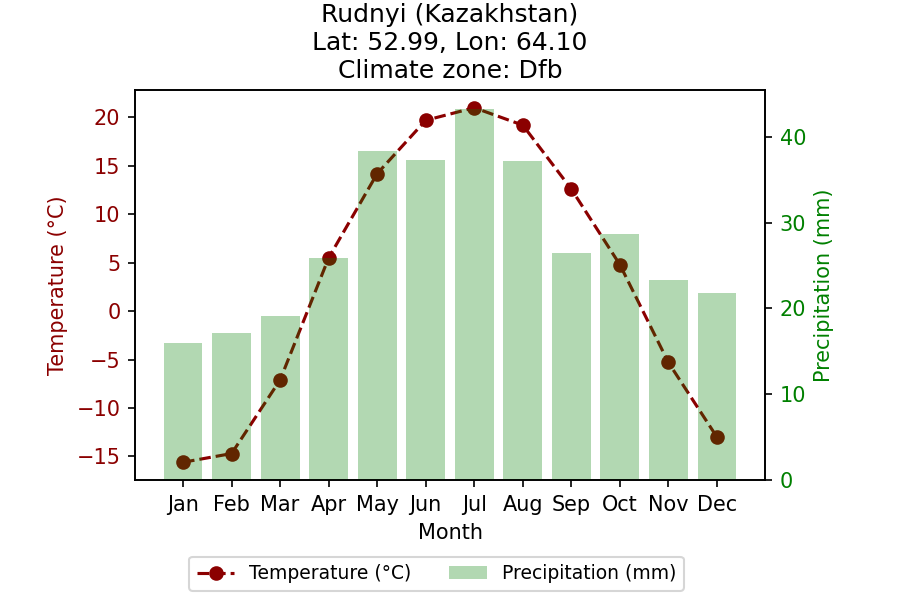 Rudnyi (Kazakhstan)
Lat: 52.99, Lon: 64.10
Climate zone: Dfb
Temperature (°C)
20
15
10
5
0
−5
−10
−15
Precipitation (mm)
40
30
20
10
0
Jan Feb Mar Apr May Jun Jul Aug Sep Oct Nov Dec
Month
Temperature (°C) Precipitation (mm)